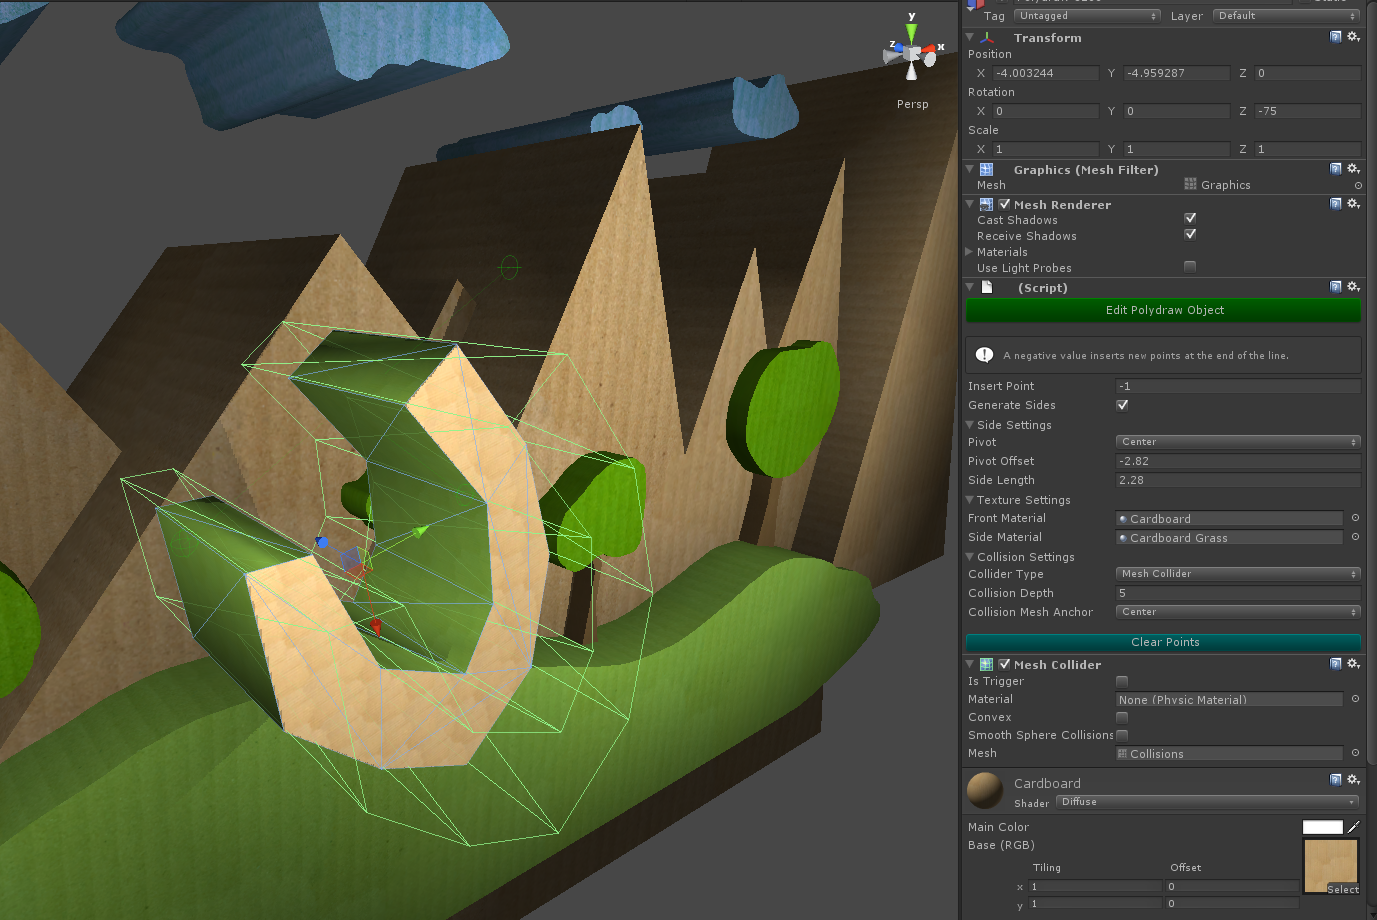 y
z
x
Persp
Tag Untagged Layer Default
Transform
Position
X -4.003244 Y -4.959287 Z 0
Rotation
X 0 Y 0 Z -75
Scale
X 1 Y 1 Z 1
Graphics (Mesh Filter)
Mesh Graphics
Mesh Renderer
Cast Shadows
Receive Shadows
Materials
Use Light Probes
(Script)
Edit Polydraw Object
A negative value inserts new points at the end of the line.
Insert Point -1
Generate Sides
Side Settings
Pivot Center
Pivot Offset -2.82
Side Length 2.28
Texture Settings
Front Material Cardboard
Side Material Cardboard Grass
Collision Settings
Collider Type Mesh Collider
Collision Depth 5
Collision Mesh Anchor Center
Clear Points
Mesh Collider
Is Trigger
Material None (Physic Material)
Convex
Smooth Sphere Collisions
Mesh Collisions
Cardboard
Shader Diffuse
Main Color
Base (RGB)
Tiling Offset
x 1 0
y 1 0
Select